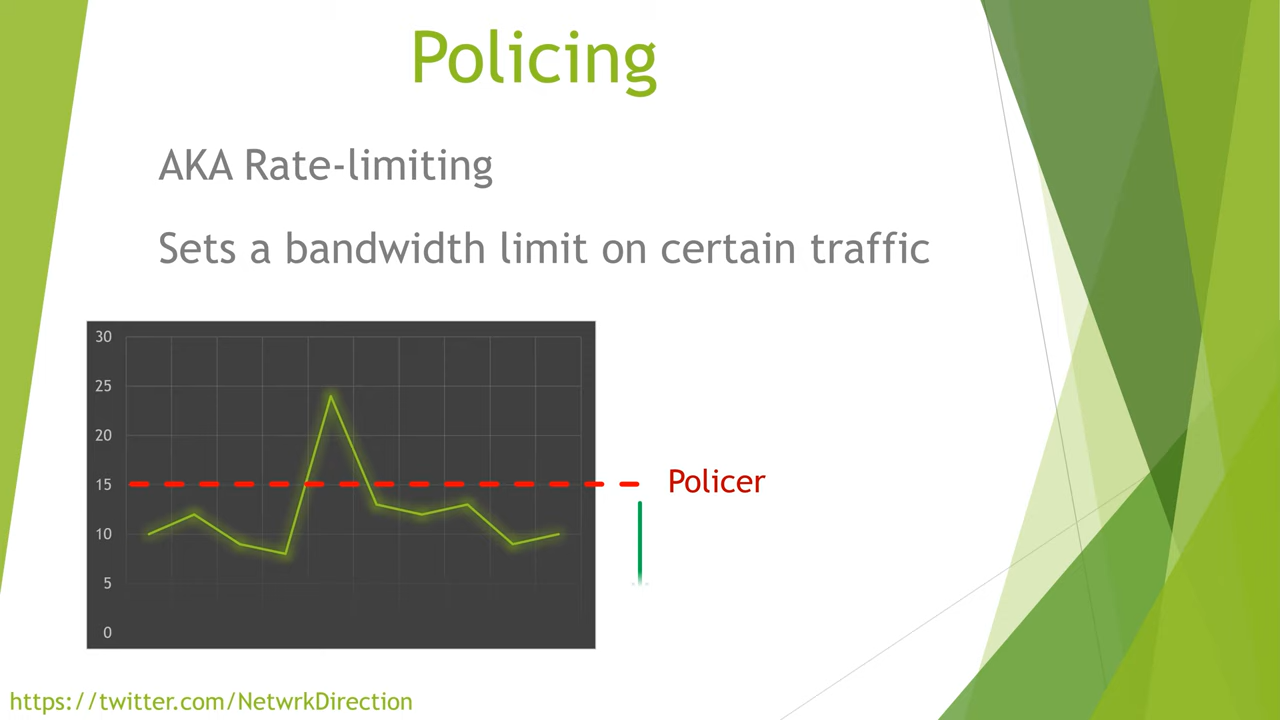 Policing
AKA Rate-limiting
Sets a bandwidth limit on certain traffic
30
25
20
15
10
5
0
Policer
https://twitter.com/NetwrkDirection